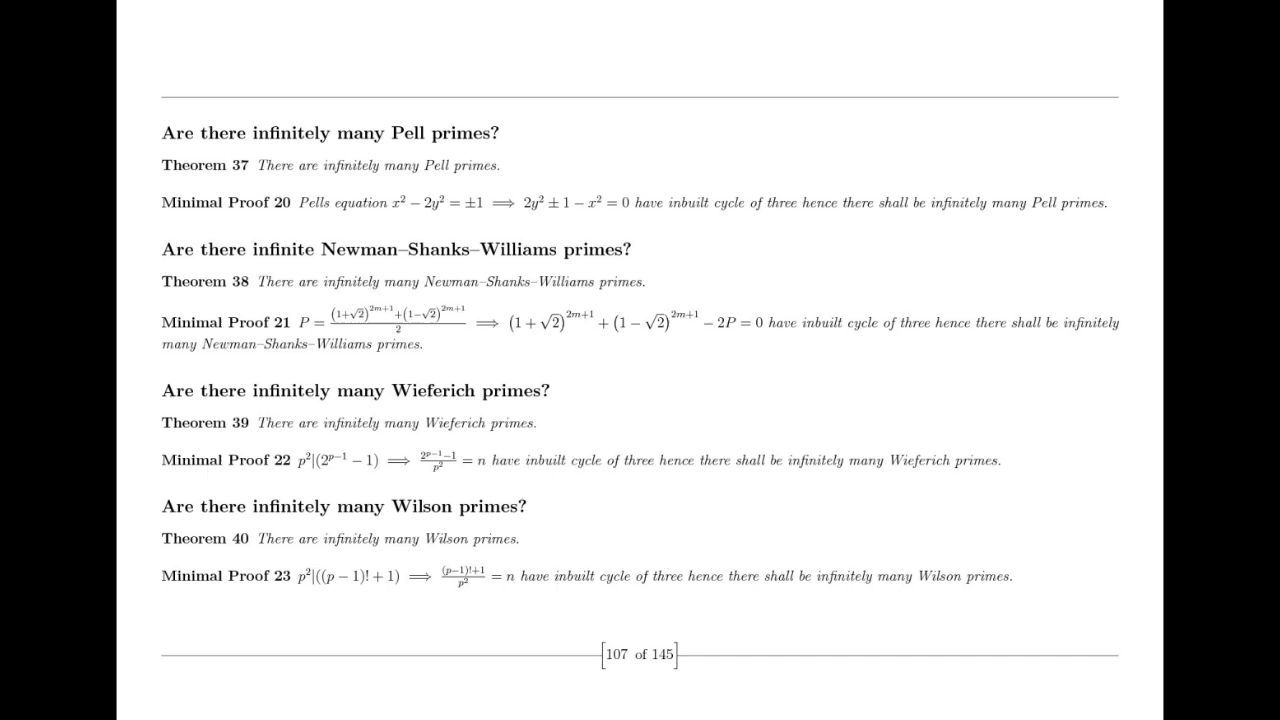 Are there infinitely many Pell primes?
Theorem 37 There are infinitely many Pell primes.
Minimal Proof 20 Pells equation x² − 2y² = ±1 ⟹ 2y² ± 1 − x² = 0 have inbuilt cycle of three hence there shall be infinitely many Pell primes.
Are there infinite Newman–Shanks–Williams primes?
Theorem 38 There are infinitely many Newman–Shanks–Williams primes.
Minimal Proof 21 P = \frac{(1+√2)^{2m+1}+(1−√2)^{2m+1}}{2} ⟹ (1 + √2)^{2m+1} + (1 − √2)^{2m+1} − 2P = 0 have inbuilt cycle of three hence there shall be infinitely
many Newman–Shanks–Williams primes.
Are there infinitely many Wieferich primes?
Theorem 39 There are infinitely many Wieferich primes.
Minimal Proof 22 p²|(2^{p−1} − 1) ⟹ \frac{2^{p−1}−1}{p²} = n have inbuilt cycle of three hence there shall be infinitely many Wieferich primes.
Are there infinitely many Wilson primes?
Theorem 40 There are infinitely many Wilson primes.
Minimal Proof 23 p²|((p − 1)! + 1) ⟹ \frac{(p−1)!+1}{p²} = n have inbuilt cycle of three hence there shall be infinitely many Wilson primes.
[107 of 145]